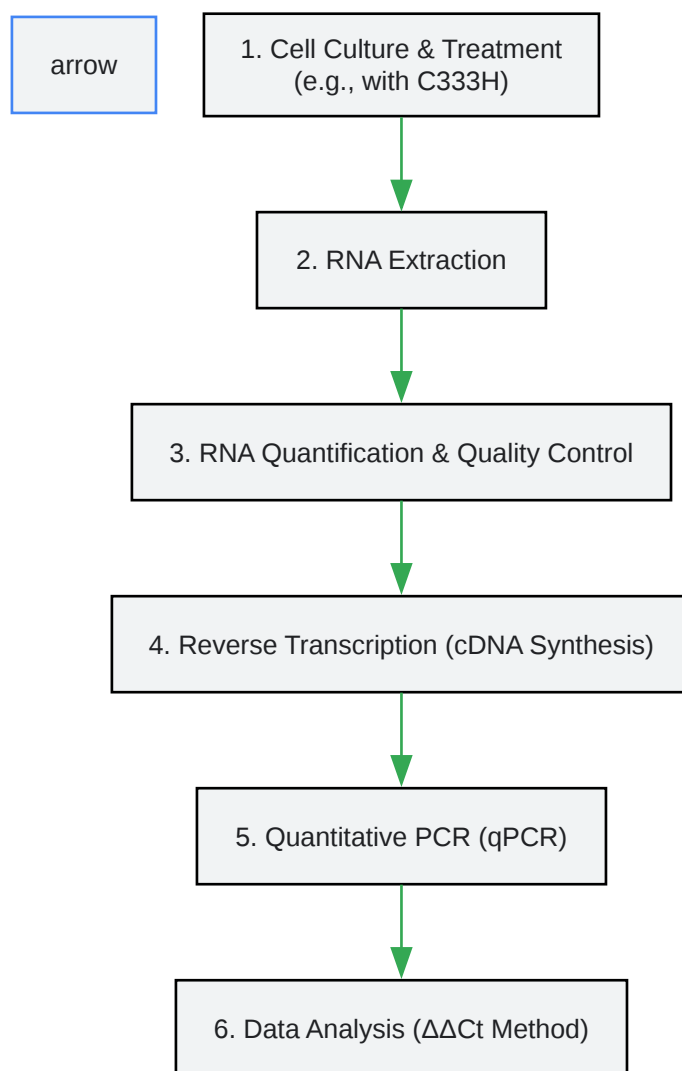 arrow
1. Cell Culture & Treatment
(e.g., with C333H)
2. RNA Extraction
3. RNA Quantification & Quality Control
4. Reverse Transcription (cDNA Synthesis)
5. Quantitative PCR (qPCR)
6. Data Analysis (ΔΔCt Method)